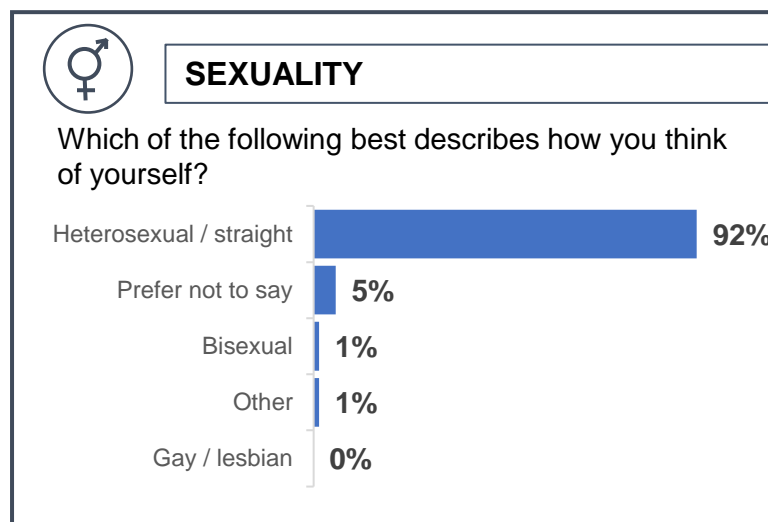 SEXUALITY
Which of the following best describes how you think
of yourself?
Heterosexual / straight 92%
Prefer not to say 5%
Bisexual 1%
Other 1%
Gay / lesbian 0%